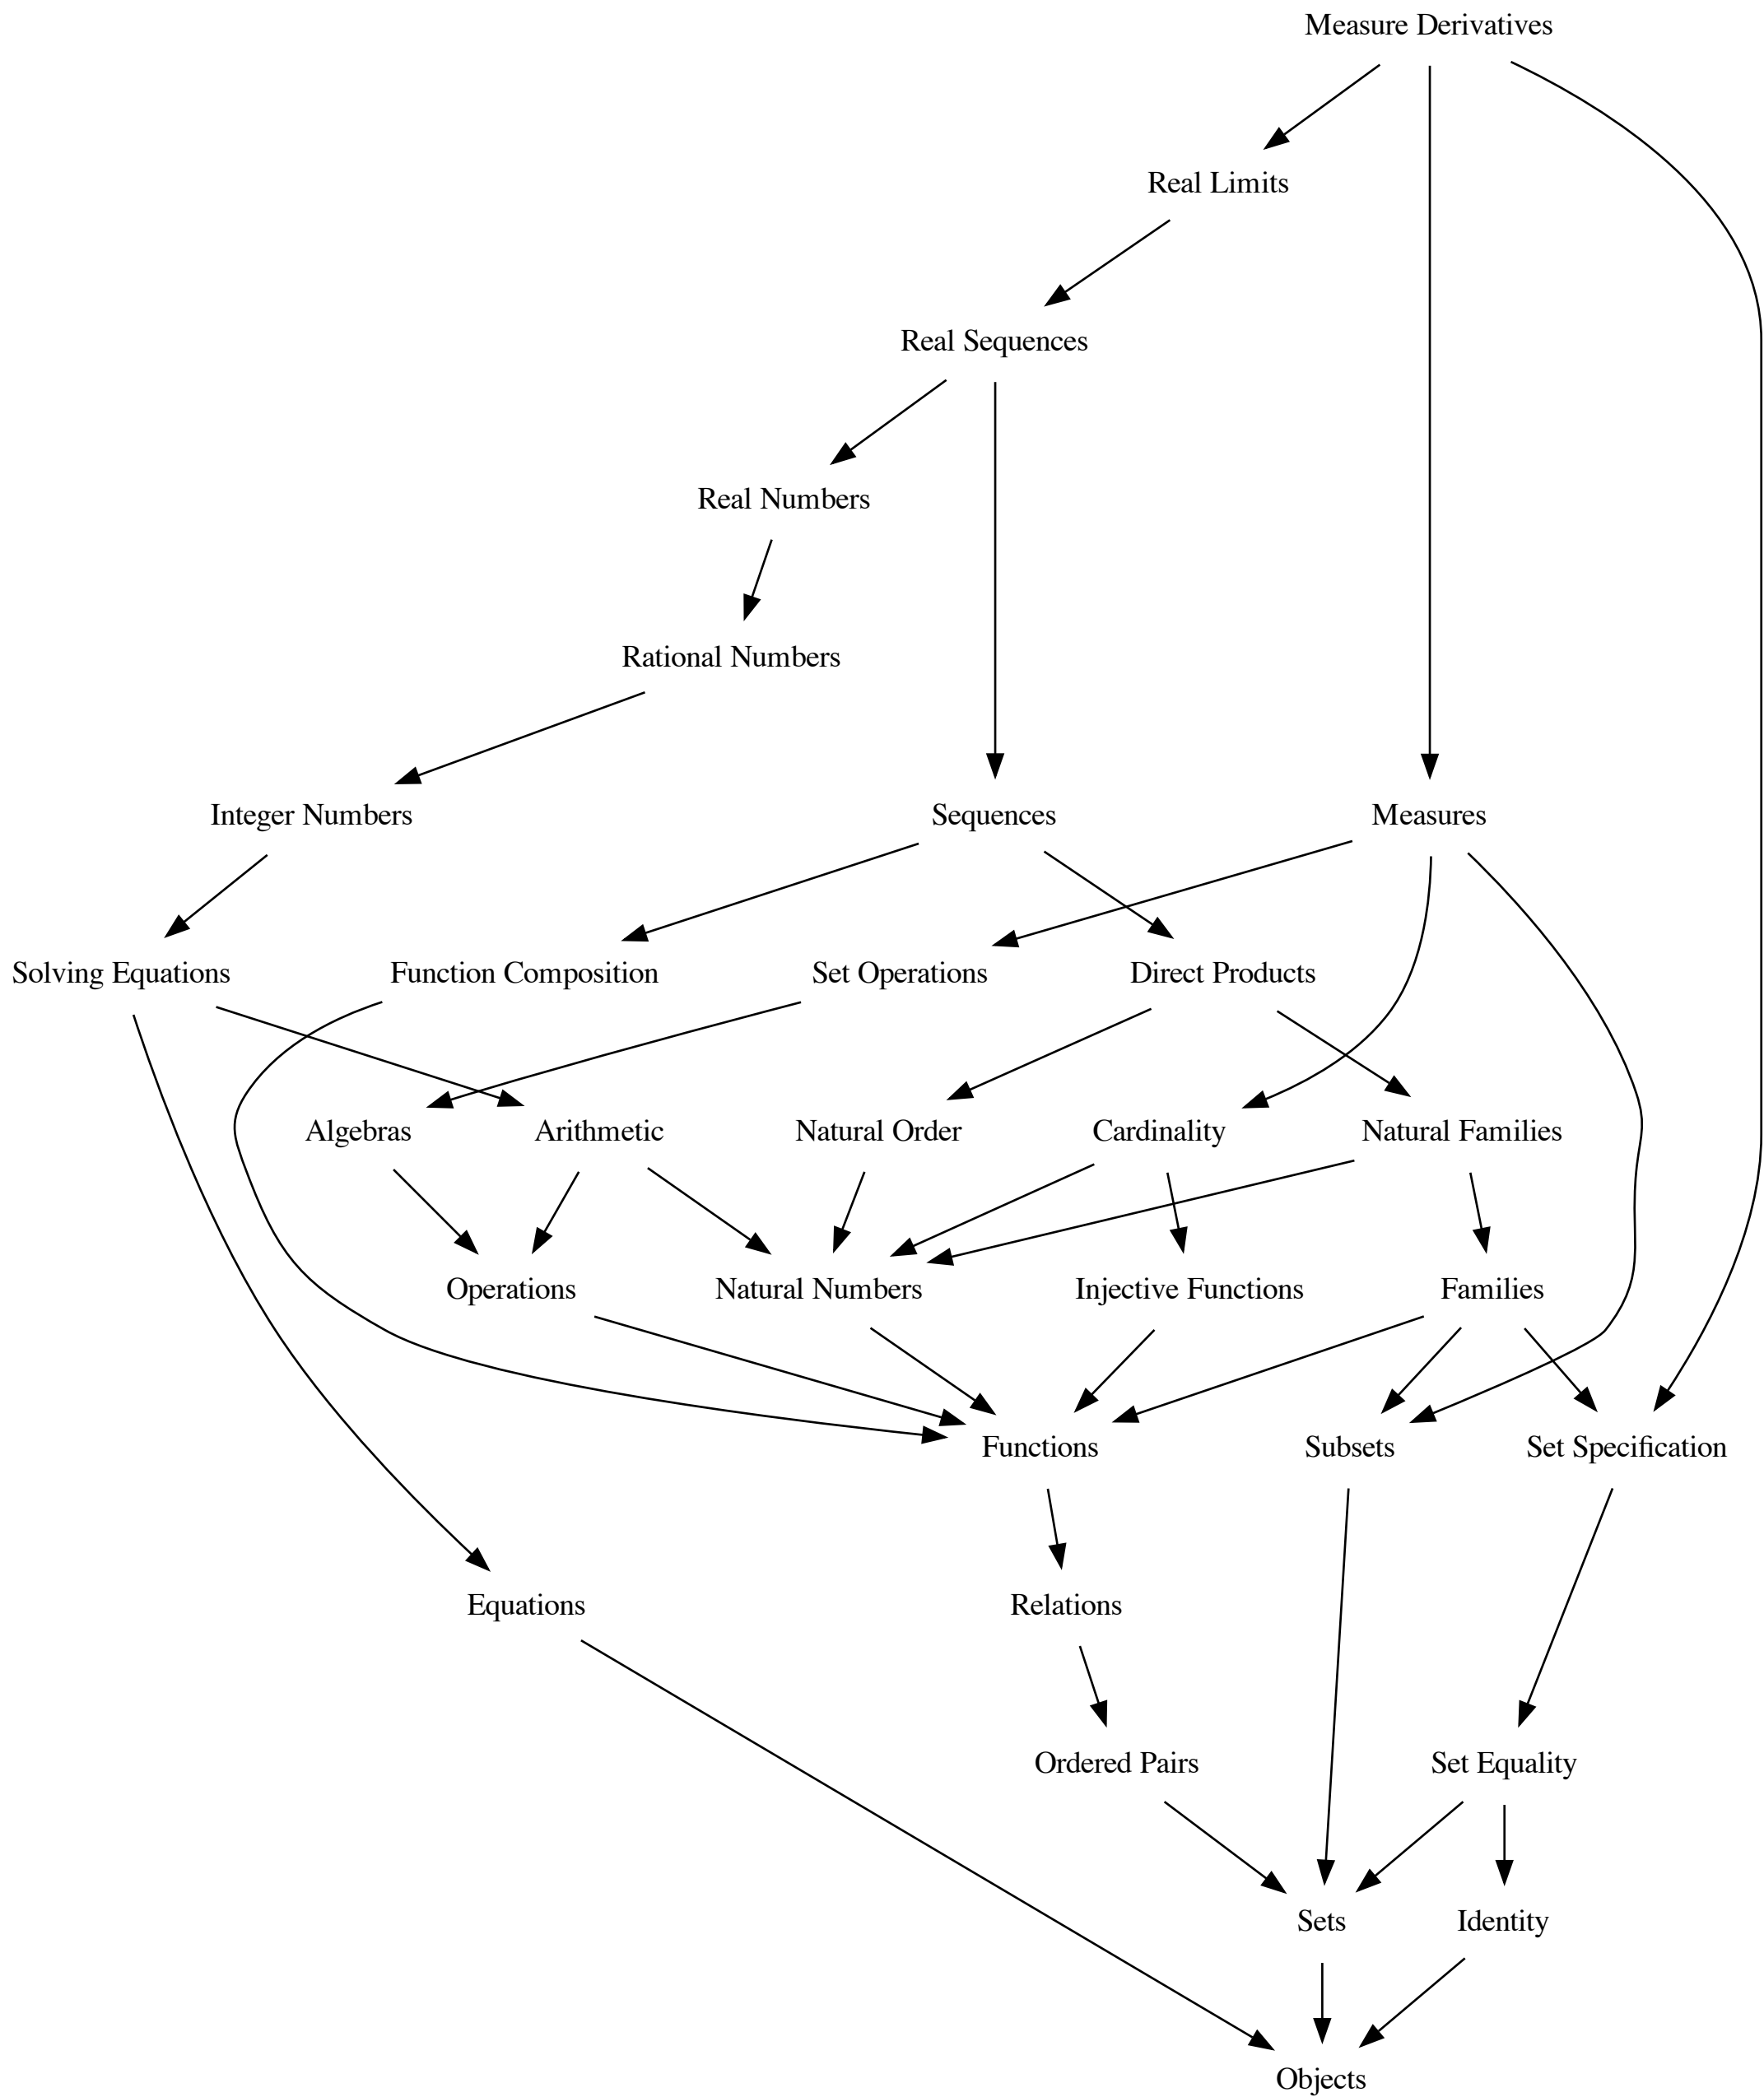 Measure Derivatives
Real Limits
Real Sequences
Real Numbers
Rational Numbers
Integer Numbers
Sequences
Measures
Solving Equations
Function Composition
Set Operations
Direct Products
Algebras
Arithmetic
Natural Order
Cardinality
Natural Families
Operations
Natural Numbers
Injective Functions
Families
Functions
Subsets
Set Specification
Equations
Relations
Ordered Pairs
Set Equality
Sets
Identity
Objects